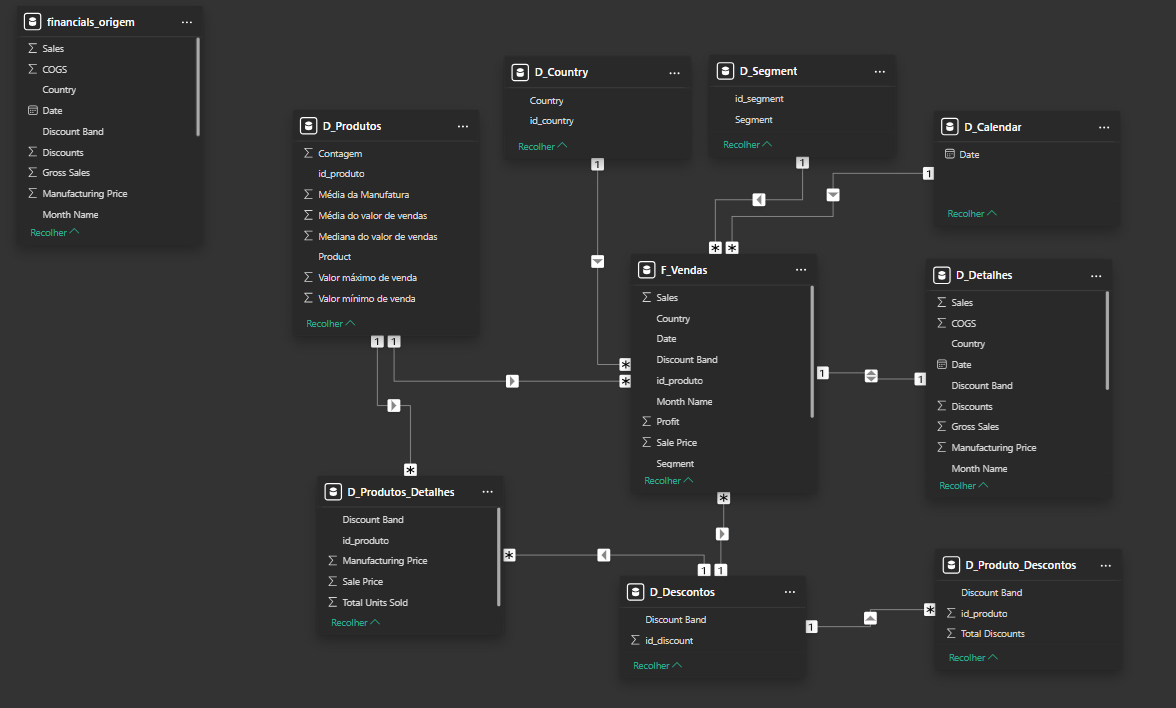 financials_origem
Sales
COGS
Country
Date
Discount Band
Discounts
Gross Sales
Manufacturing Price
Month Name
Recolher
D_Produtos
Contagem
id_produto
Média da Manufatura
Média do valor de vendas
Mediana do valor de vendas
Product
Valor máximo de venda
Valor mínimo de venda
Recolher
1 1
D_Country
Country
id_country
Recolher
1
D_Segment
id_segment
Segment
Recolher
1
D_Calendar
Date
Recolher
1
* *
F_Vendas
Sales
Country
Date
Discount Band
id_produto
Month Name
Profit
Sale Price
Segment
Recolher
*
*
1
1
*
D_Detalhes
Sales
COGS
Country
Date
Discount Band
Discounts
Gross Sales
Manufacturing Price
Month Name
Recolher
*
D_Produtos_Detalhes
Discount Band
id_produto
Manufacturing Price
Sale Price
Total Units Sold
Recolher
*
1 1
D_Descontos
Discount Band
id_discount
Recolher
1
*
D_Produto_Descontos
Discount Band
id_produto
Total Discounts
Recolher